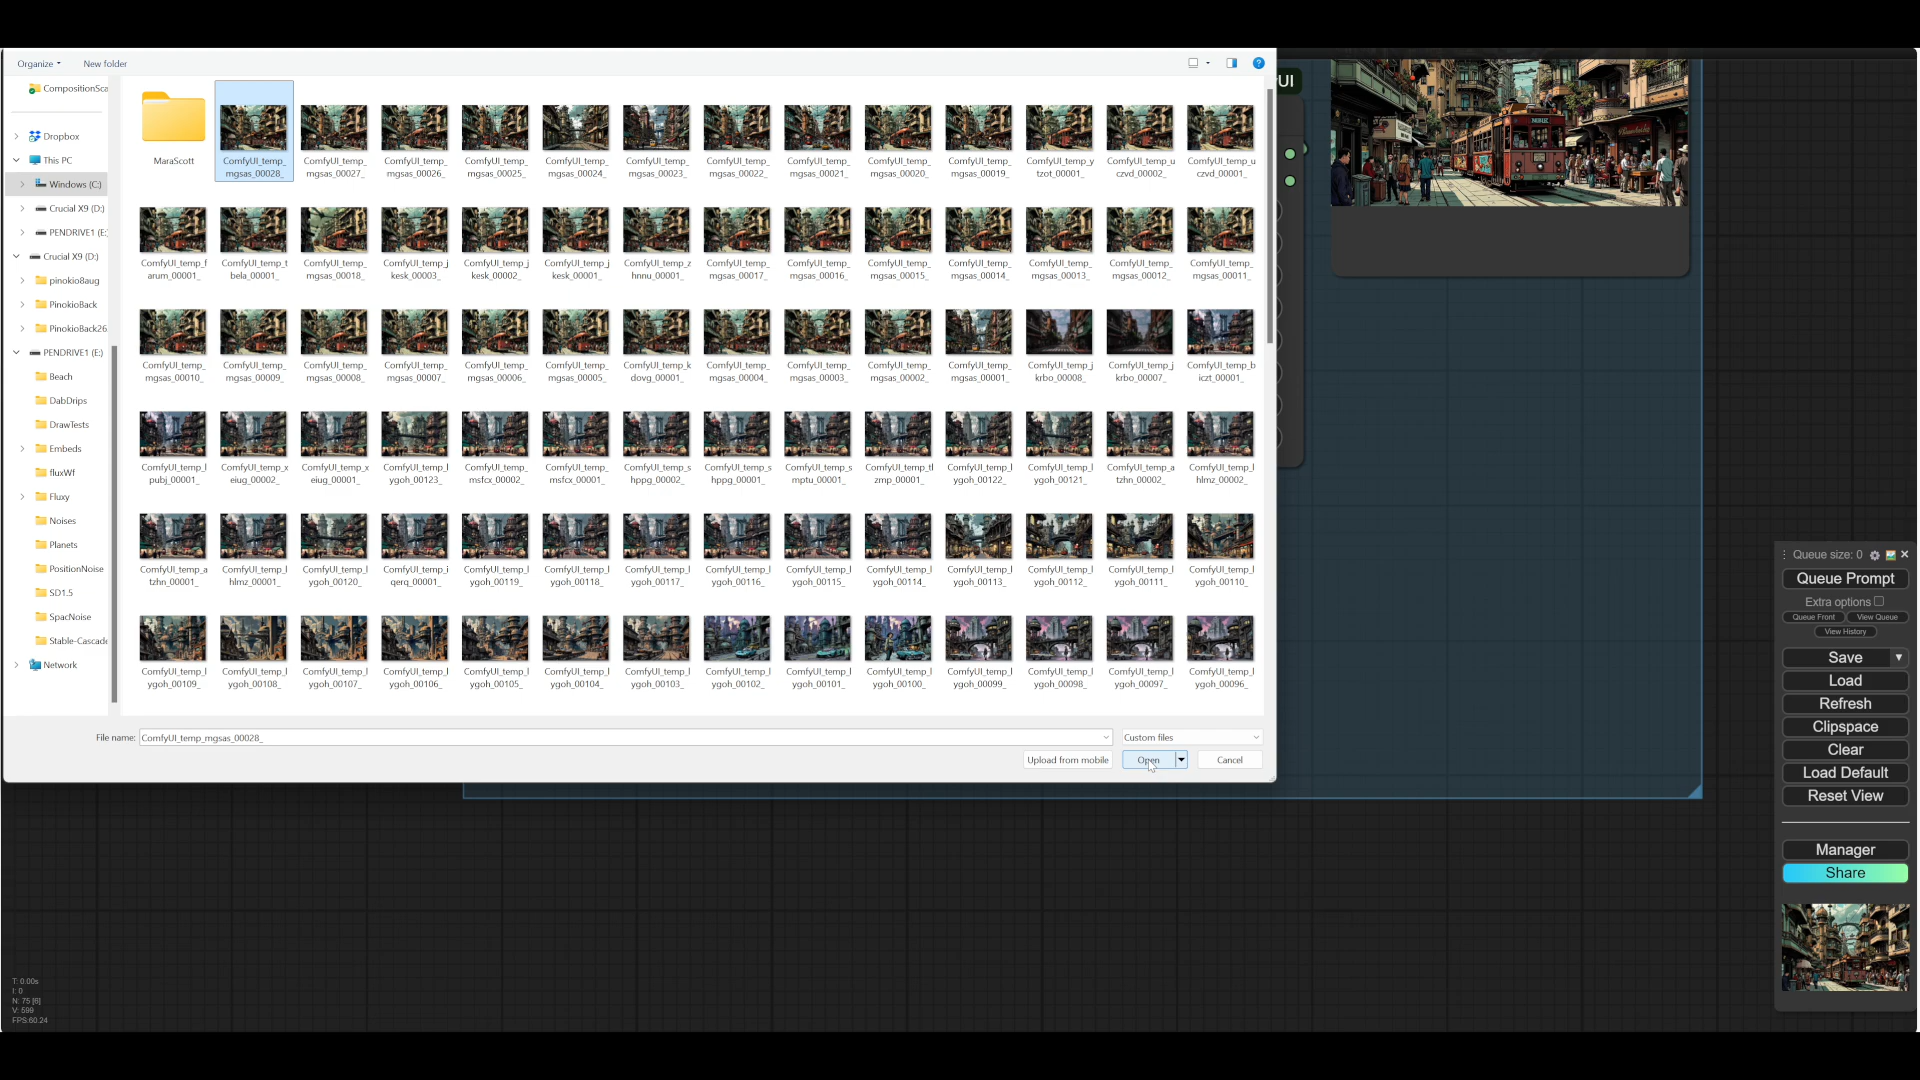 Organize
New folder
UI
CompositionSca
Dropbox
This PC
Windows (C:)
Crucial X9 (D:)
PENDRIVE1 (E:
Crucial X9 (D:)
pinokio8aug
PinokioBack
PinokioBack26
PENDRIVE1 (E:)
Beach
DabDrips
DrawTests
Embeds
fluxWf
Fluxy
Noises
Planets
PositionNoise
SD1.5
SpacNoise
Stable-Cascade
Network
MaraScott
ComfyUI_temp_mgsas_00028_
ComfyUI_temp_mgsas_00027_
ComfyUI_temp_mgsas_00026_
ComfyUI_temp_mgsas_00025_
ComfyUI_temp_mgsas_00024_
ComfyUI_temp_mgsas_00023_
ComfyUI_temp_mgsas_00022_
ComfyUI_temp_mgsas_00021_
ComfyUI_temp_mgsas_00020_
ComfyUI_temp_mgsas_00019_
ComfyUI_temp_ytzot_00001_
ComfyUI_temp_uczvd_00002_
ComfyUI_temp_uczvd_00001_
ComfyUI_temp_farum_00001_
ComfyUI_temp_tbela_00001_
ComfyUI_temp_mgsas_00018_
ComfyUI_temp_jkesk_00003_
ComfyUI_temp_jkesk_00002_
ComfyUI_temp_jkesk_00001_
ComfyUI_temp_zhnnu_00001_
ComfyUI_temp_mgsas_00017_
ComfyUI_temp_mgsas_00016_
ComfyUI_temp_mgsas_00015_
ComfyUI_temp_mgsas_00014_
ComfyUI_temp_mgsas_00013_
ComfyUI_temp_mgsas_00012_
ComfyUI_temp_mgsas_00011_
ComfyUI_temp_mgsas_00010_
ComfyUI_temp_mgsas_00009_
ComfyUI_temp_mgsas_00008_
ComfyUI_temp_mgsas_00007_
ComfyUI_temp_mgsas_00006_
ComfyUI_temp_mgsas_00005_
ComfyUI_temp_kdovg_00001_
ComfyUI_temp_mgsas_00004_
ComfyUI_temp_mgsas_00003_
ComfyUI_temp_mgsas_00002_
ComfyUI_temp_mgsas_00001_
ComfyUI_temp_jkrbo_00008_
ComfyUI_temp_jkrbo_00007_
ComfyUI_temp_biczt_00001_
ComfyUI_temp_lpubj_00001_
ComfyUI_temp_xeiug_00002_
ComfyUI_temp_xeiug_00001_
ComfyUI_temp_lygoh_00123_
ComfyUI_temp_msfcx_00002_
ComfyUI_temp_msfcx_00001_
ComfyUI_temp_shppg_00002_
ComfyUI_temp_shppg_00001_
ComfyUI_temp_smptu_00001_
ComfyUI_temp_tlzmp_00001_
ComfyUI_temp_lygoh_00122_
ComfyUI_temp_lygoh_00121_
ComfyUI_temp_atzhn_00002_
ComfyUI_temp_lhlmz_00002_
ComfyUI_temp_atzhn_00001_
ComfyUI_temp_lhlmz_00001_
ComfyUI_temp_lygoh_00120_
ComfyUI_temp_iqerq_00001_
ComfyUI_temp_lygoh_00119_
ComfyUI_temp_lygoh_00118_
ComfyUI_temp_lygoh_00117_
ComfyUI_temp_lygoh_00116_
ComfyUI_temp_lygoh_00115_
ComfyUI_temp_lygoh_00114_
ComfyUI_temp_lygoh_00113_
ComfyUI_temp_lygoh_00112_
ComfyUI_temp_lygoh_00111_
ComfyUI_temp_lygoh_00110_
ComfyUI_temp_lygoh_00109_
ComfyUI_temp_lygoh_00108_
ComfyUI_temp_lygoh_00107_
ComfyUI_temp_lygoh_00106_
ComfyUI_temp_lygoh_00105_
ComfyUI_temp_lygoh_00104_
ComfyUI_temp_lygoh_00103_
ComfyUI_temp_lygoh_00102_
ComfyUI_temp_lygoh_00101_
ComfyUI_temp_lygoh_00100_
ComfyUI_temp_lygoh_00099_
ComfyUI_temp_lygoh_00098_
ComfyUI_temp_lygoh_00097_
ComfyUI_temp_lygoh_00096_
File name:
ComfyUI_temp_mgsas_00028_
Custom files
Upload from mobile
Open
Cancel
Queue size: 0
Queue Prompt
Extra options
Queue Front
View Queue
View History
Save
Load
Refresh
Clipspace
Clear
Load Default
Reset View
Manager
Share
T: 0.00s
I: 0
N: 75 [6]
V: 599
FPS:60.24